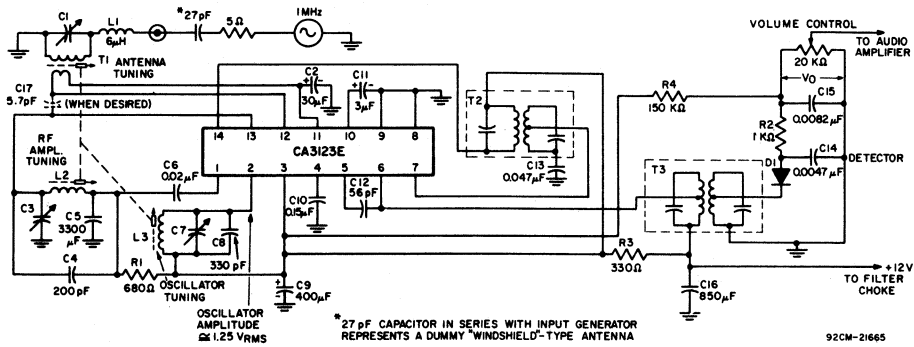 C1
L1
6μH
*27pF
5Ω
1MHz
VOLUME CONTROL
TO AUDIO
AMPLIFIER
20 KΩ
VO
T1
ANTENNA
TUNING
C17
5.7pF
(WHEN DESIRED)
C2
30μF
C11
3μF
T2
R4
150 KΩ
C15
0.0082μF
R2
1KΩ
C14
0.0047μF
DETECTOR
D1
14 13 12 11 10 9 8
CA3123E
1 2 3 4 5 6 7
RF
AMPL.
TUNING
L2
C6
0.02μF
C12
56pF
C13
0.047μF
T3
C3
C5
3300
μF
L3
C7
C8
330 pF
C10
0.15μF
C4
200pF
R1
680Ω
OSCILLATOR
TUNING
C9
400μF
R3
330Ω
C16
850μF
+12V
TO FILTER
CHOKE
OSCILLATOR
AMPLITUDE
≅ 1.25 VRMS
*27pF CAPACITOR IN SERIES WITH INPUT GENERATOR
REPRESENTS A DUMMY "WINDSHIELD"-TYPE ANTENNA
92CM-21665